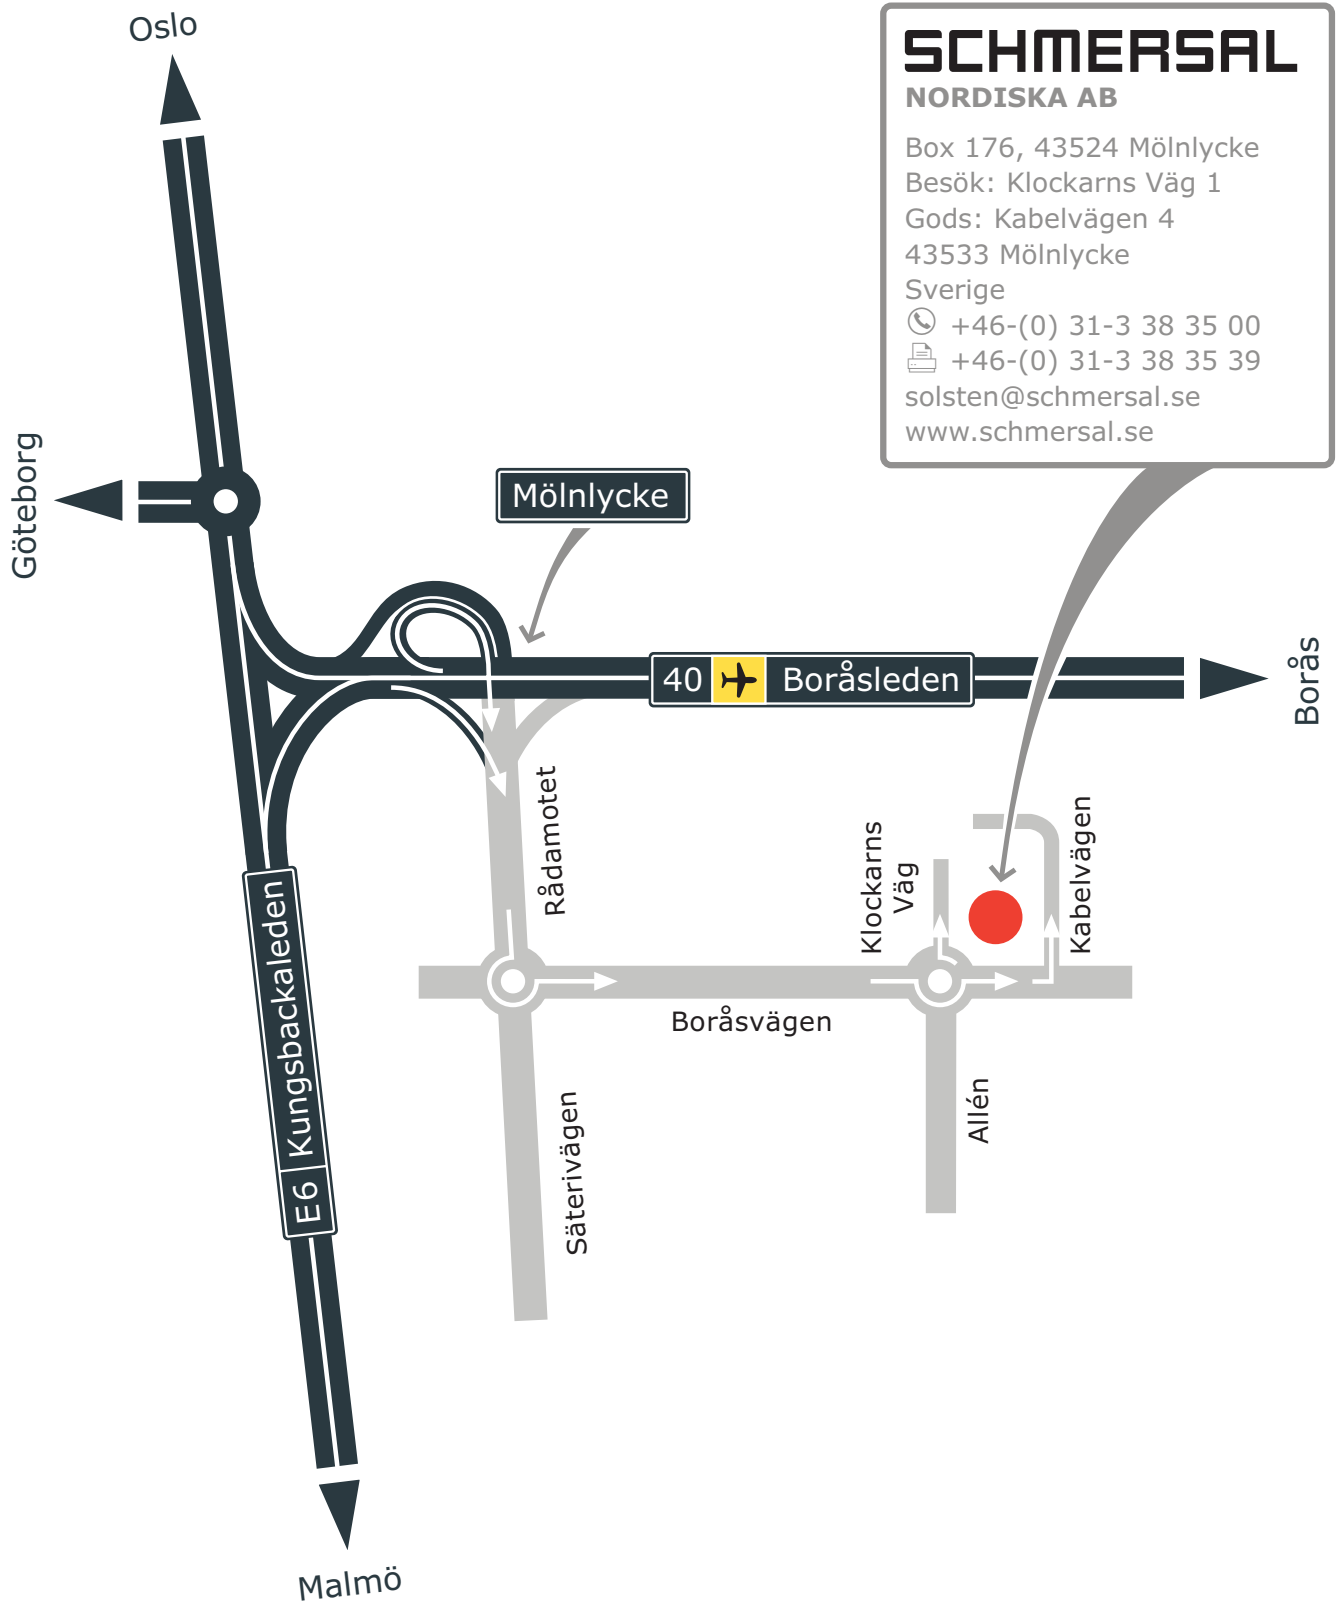 Oslo
SCHMERSAL
NORDISKA AB
Box 176, 43524 Mölnlycke
Besök: Klockarns Väg 1
Gods: Kabelvägen 4
43533 Mölnlycke
Sverige
+46-(0) 31-3 38 35 00
+46-(0) 31-3 38 35 39
solsten@schmersal.se
www.schmersal.se
Göteborg
Mölnlycke
40 Boråsleden
Borås
Rådamotet
Klockarns
Väg
Kabelvägen
E6 Kungsbackaleden
Boråsvägen
Säterivägen
Allén
Malmö